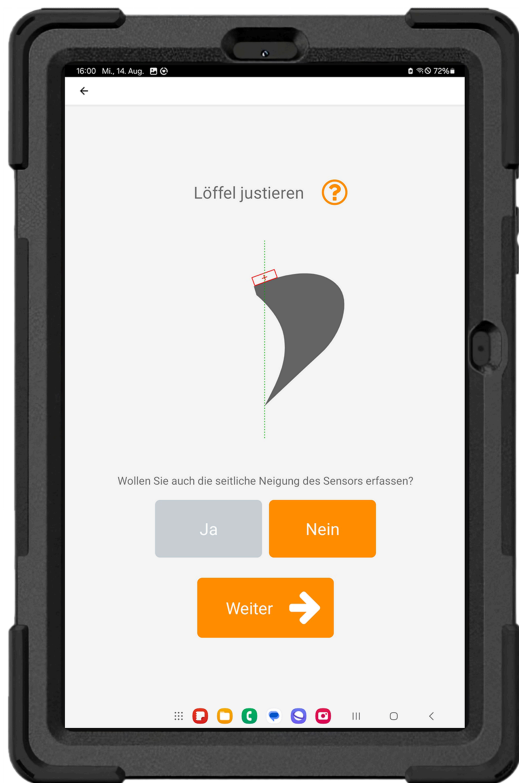 16:00 Mi., 14. Aug. 72%
Löffel justieren ?
Wollen Sie auch die seitliche Neigung des Sensors erfassen?
Ja Nein
Weiter